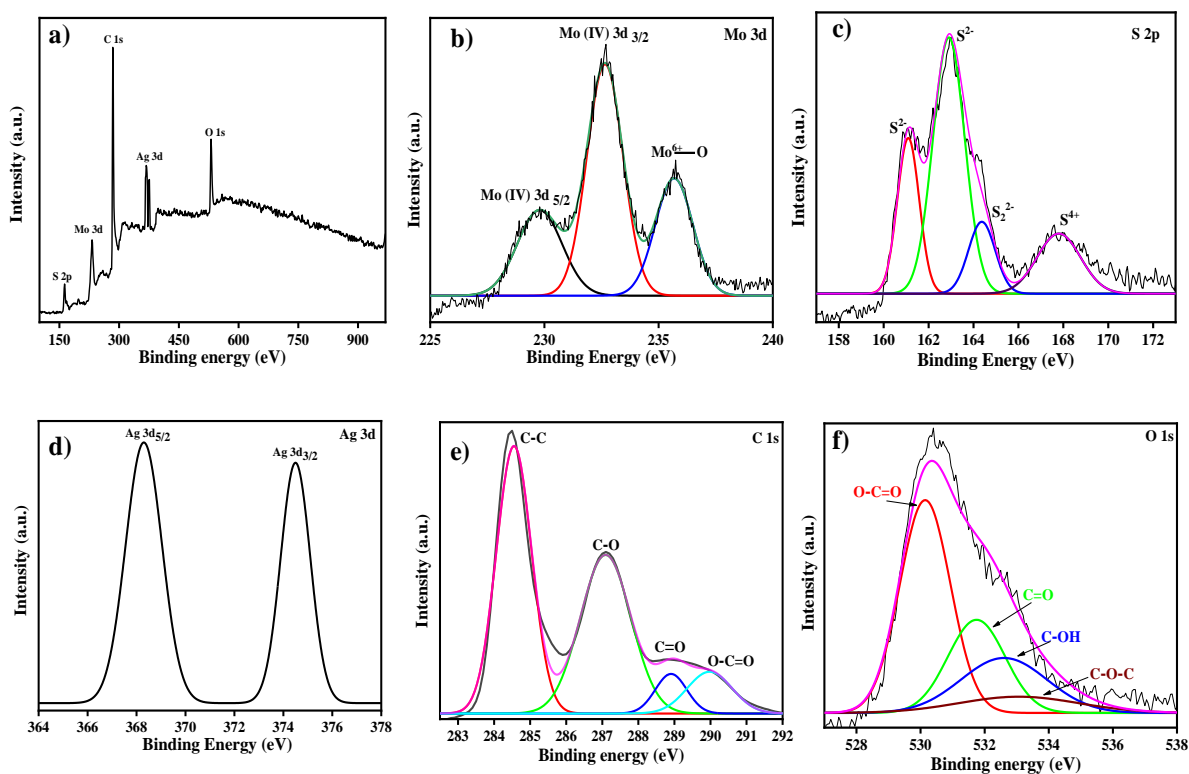 a)
C 1s
O 1s
Ag 3d
Mo 3d
S 2p
Intensity (a.u.)
150 300 450 600 750 900
Binding energy (eV)
b)
Mo (IV) 3d 3/2
Mo 3d
Mo6+—O
Mo (IV) 3d 5/2
Intensity (a.u.)
225 230 235 240
Binding Energy (eV)
c)
S2-
S 2p
S2-
S22-
S4+
Intensity (a.u.)
158 160 162 164 166 168 170 172
Binding Energy (eV)
d)
Ag 3d5/2
Ag 3d
Ag 3d3/2
Intensity (a.u.)
364 366 368 370 372 374 376 378
Binding Energy (eV)
e)
C-C
C 1s
C-O
C=O
O-C=O
Intensity (a.u.)
283 284 285 286 287 288 289 290 291 292
Binding energy (eV)
f)
O 1s
O-C=O
C=O
C-OH
C-O-C
Intensity (a.u.)
528 530 532 534 536 538
Binding energy (eV)